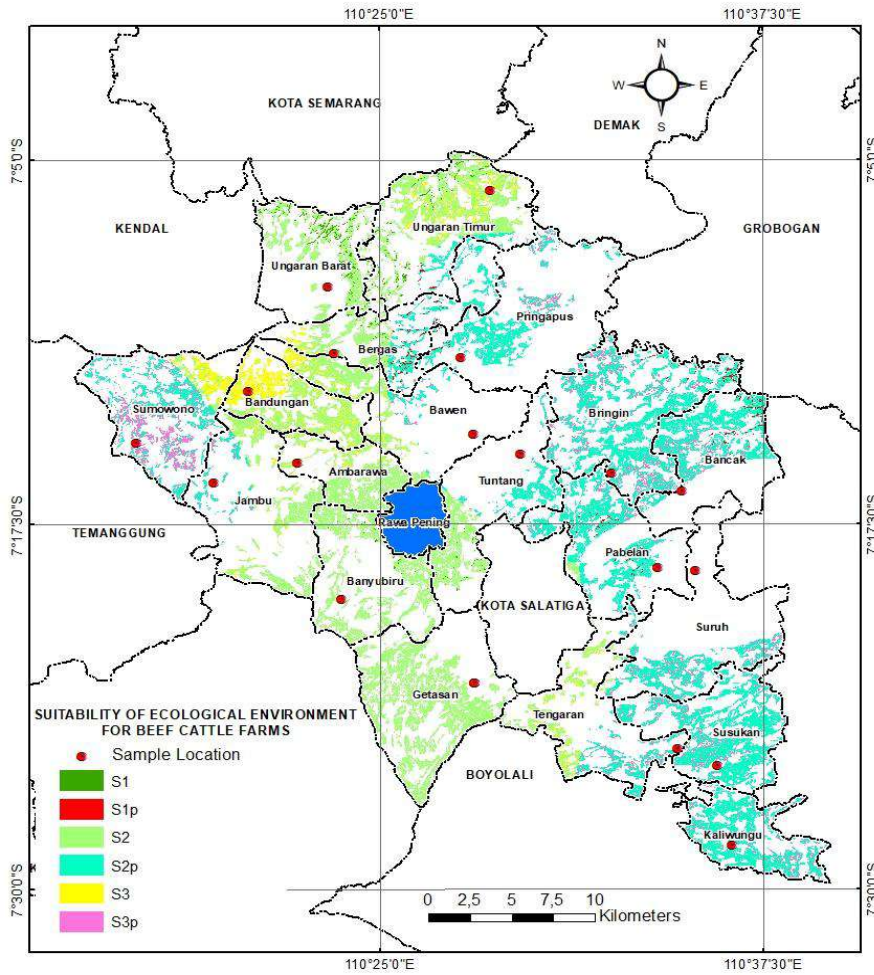 110°25'0"E 110°37'30"E
N
W E
S
KOTA SEMARANG
DEMAK
7°5'0"S 7°5'0"S
KENDAL
GROBOGAN
Ungaran Timur
Ungaran Barat
Pringapus
Bergas
Bandungan
Sumowono
Bawen
Bringin
Bancak
Ambarawa
Tuntang
Jambu
7°17'30"S 7°17'30"S
TEMANGGUNG
Rawa Pening
Pabelan
Banyubiru
KOTA SALATIGA
Suruh
Getasan
Tengaran
Susukan
BOYOLALI
Kaliwungu
SUITABILITY OF ECOLOGICAL ENVIRONMENT
FOR BEEF CATTLE FARMS
Sample Location
S1
S1p
S2
S2p
S3
S3p
0 2,5 5 7,5 10
Kilometers
7°30'0"S 7°30'0"S
110°25'0"E 110°37'30"E